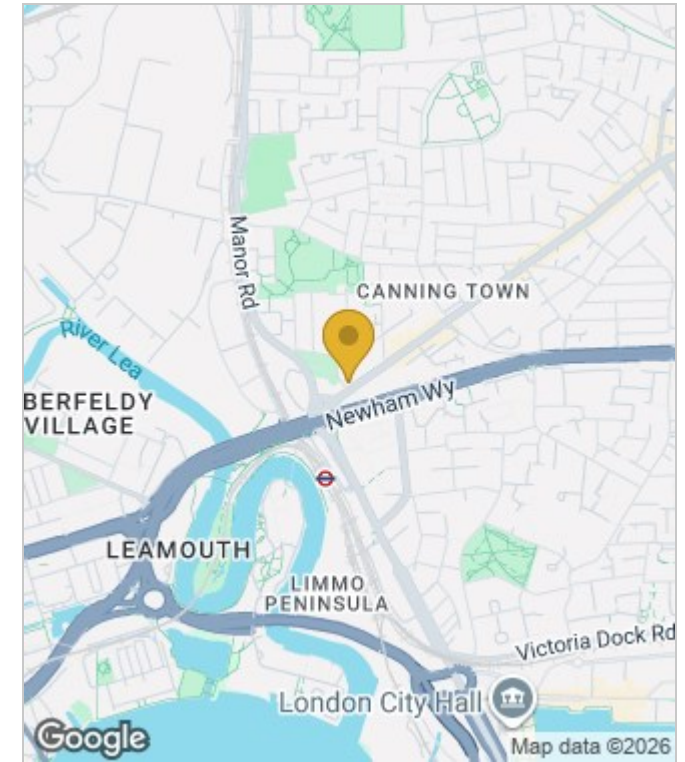 Manor Rd
CANNING TOWN
River Lea
BERFELDY
VILLAGE
Newham Wy
LEAMOUTH
LIMMO
PENINSULA
Victoria Dock Rd
London City Hall
Google
Map data ©2026